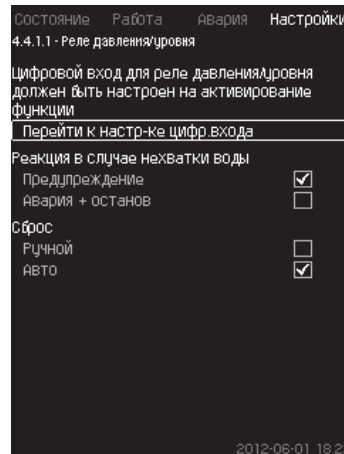 Состояние Работа Авария Настройки
4.4.1.1 - Реле давления/уровня
Цифровой вход для реле давления/уровня
должен быть настроен на активирование
функции
Перейти к настр-ке цифр.входа
Реакция в случае нехватки воды
Предупреждение
Авария + останов
Сброс
Ручной
Авто
2012-06-01 18:2